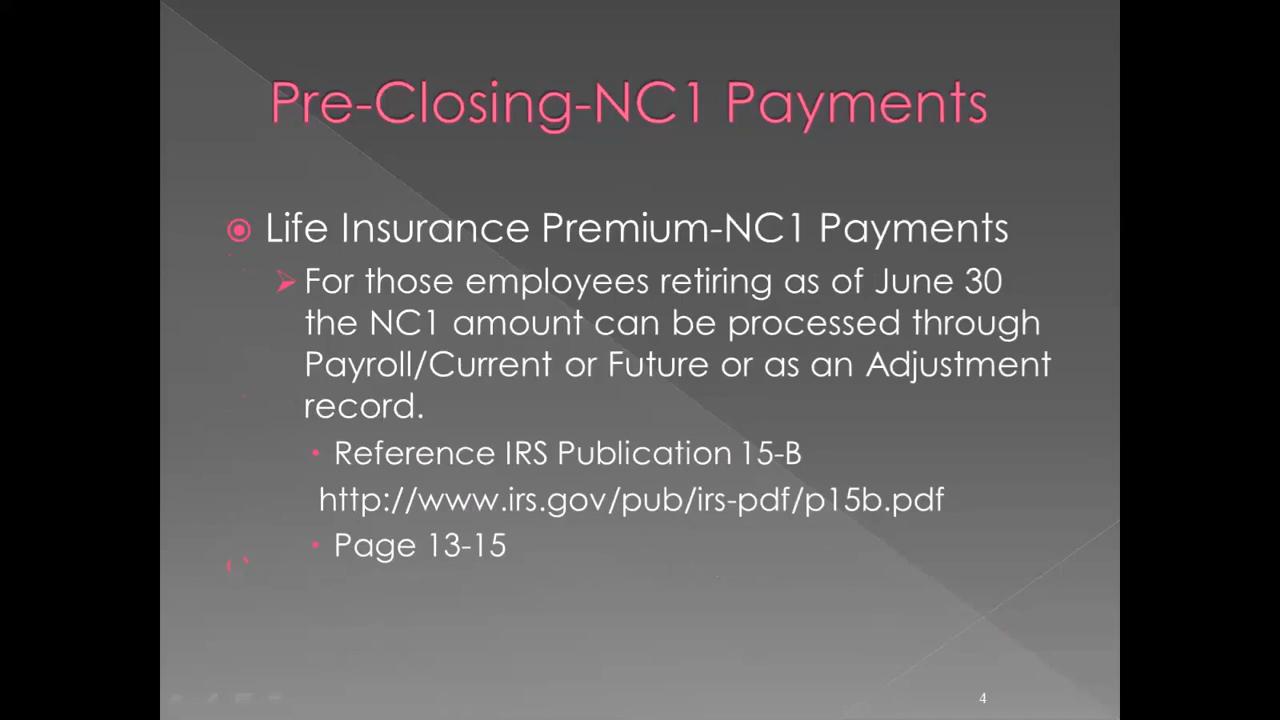 Pre-Closing-NC1 Payments
Life Insurance Premium-NC1 Payments
For those employees retiring as of June 30
the NC1 amount can be processed through
Payroll/Current or Future or as an Adjustment
record.
Reference IRS Publication 15-B
http://www.irs.gov/pub/irs-pdf/p15b.pdf
Page 13-15
4